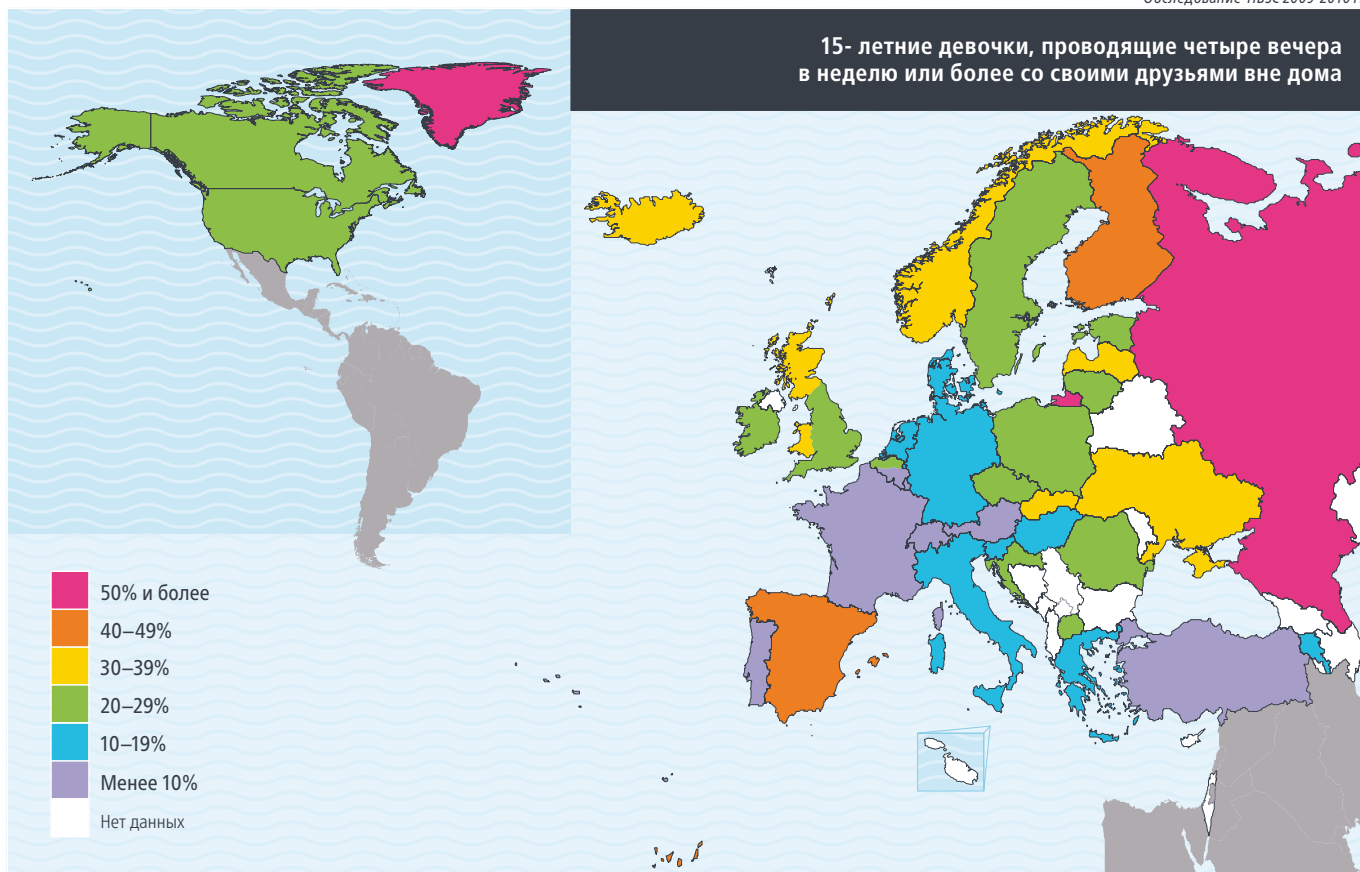 15- летние девочки, проводящие четыре вечера
в неделю или более со своими друзьями вне дома
50% и более
40–49%
30–39%
20–29%
10–19%
Менее 10%
Нет данных